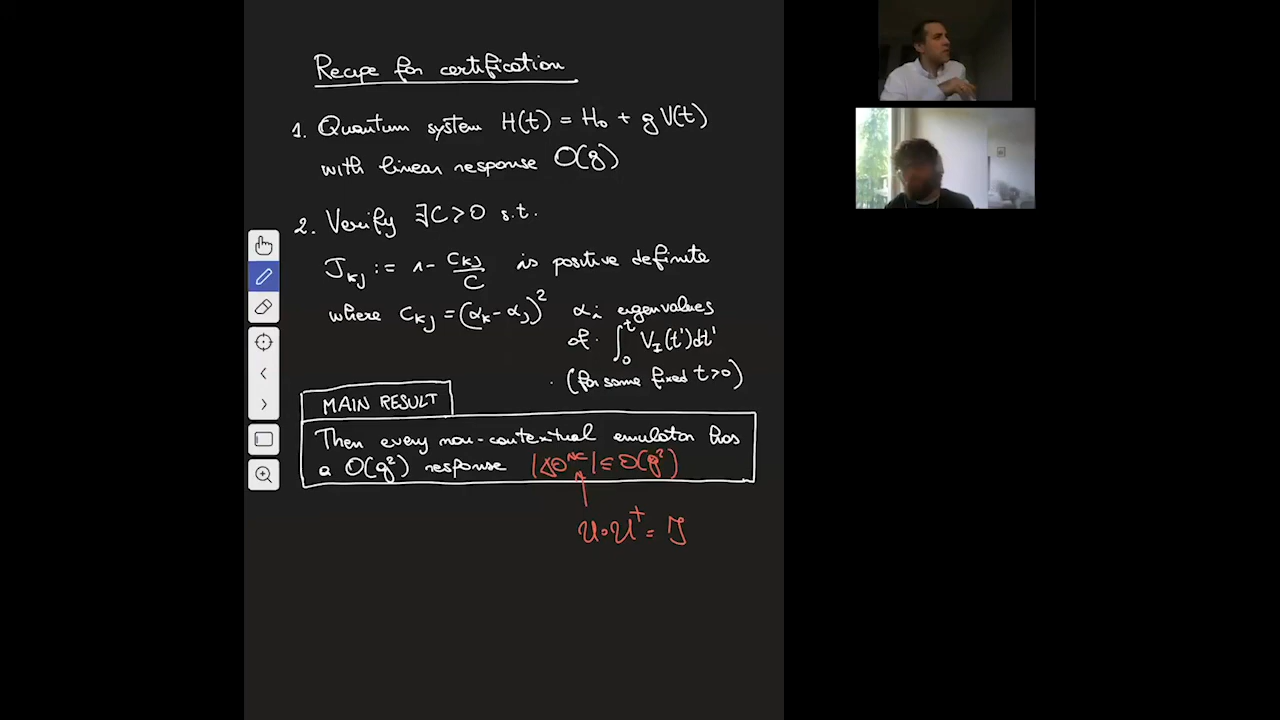 Recipe for certification
1. Quantum system H(t) = H₀ + g V(t)
with linear response O(g)
2. Verify ∃C>0 s.t.
J_kj := 1 - C_kj/C is positive definite
where C_kj = (α_k - α_j)² α_i eigenvalues
of ∫₀ᵗ V_I(t')dt'
(for some fixed t>0)
MAIN RESULT
Then every non-contextual emulator has
a O(g²) response |ΔO^NC| ≤ O(g²)
U∘U† = I